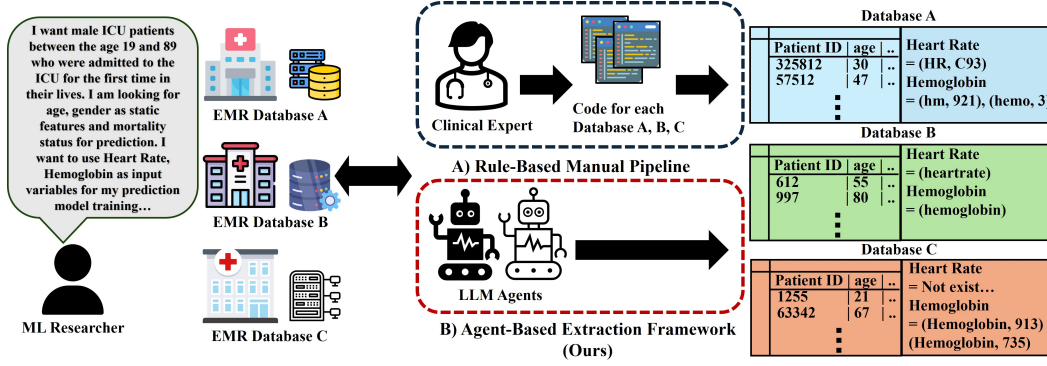 I want male ICU patients
between the age 19 and 89
who were admitted to the
ICU for the first time in
their lives. I am looking for
age, gender as static
features and mortality
status for prediction. I
want to use Heart Rate,
Hemoglobin as input
variables for my prediction
model training…
ML Researcher
EMR Database A
EMR Database B
EMR Database C
Clinical Expert
Code for each
Database A, B, C
A) Rule-Based Manual Pipeline
LLM Agents
B) Agent-Based Extraction Framework
(Ours)
Database A
Patient ID | age | ..
325812 | 30 | ..
57512 | 47 | ..
Heart Rate
= (HR, C93)
Hemoglobin
= (hm, 921), (hemo, 3)
Database B
Patient ID | age | ..
612 | 55 | ..
997 | 80 | ..
Heart Rate
= (heartrate)
Hemoglobin
= (hemoglobin)
Database C
Patient ID | age | ..
1255 | 21 | ..
63342 | 67 | ..
Heart Rate
= Not exist…
Hemoglobin
= (Hemoglobin, 913)
(Hemoglobin, 735)